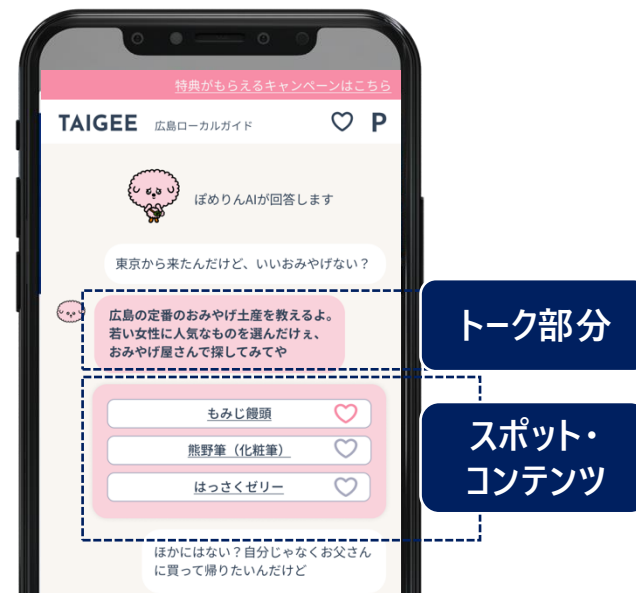 特典がもらえるキャンペーンはこちら
TAIGEE 広島ローカルガイド P
ぽめりんAIが回答します
東京から来たんだけど、いいおみやげない？
広島の定番のおみやげ土産を教えるよ。
若い女性に人気なものを選んだけぇ、
おみやげ屋さんで探してみてや
トーク部分
もみじ饅頭
熊野筆（化粧筆）
はっさくゼリー
スポット・
コンテンツ
ほかにはない？自分じゃなくお父さん
に買って帰りたいんだけど